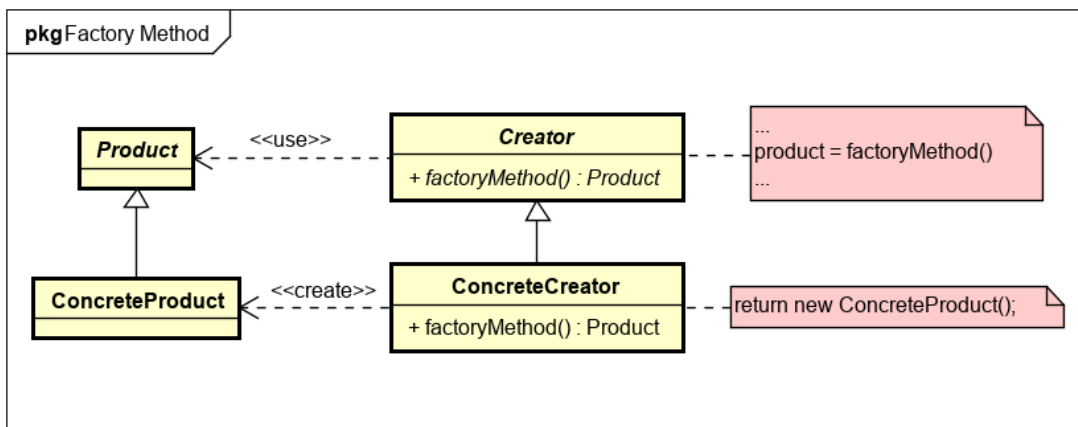 pkg Factory Method
Product
<<use>>
Creator
+ factoryMethod() : Product
...
product = factoryMethod()
...
ConcreteProduct
<<create>>
ConcreteCreator
+ factoryMethod() : Product
return new ConcreteProduct();